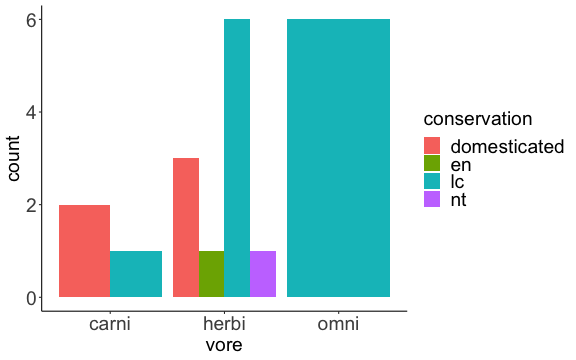 6
4
2
0
count
carni herbi omni
vore
conservation
domesticated
en
lc
nt